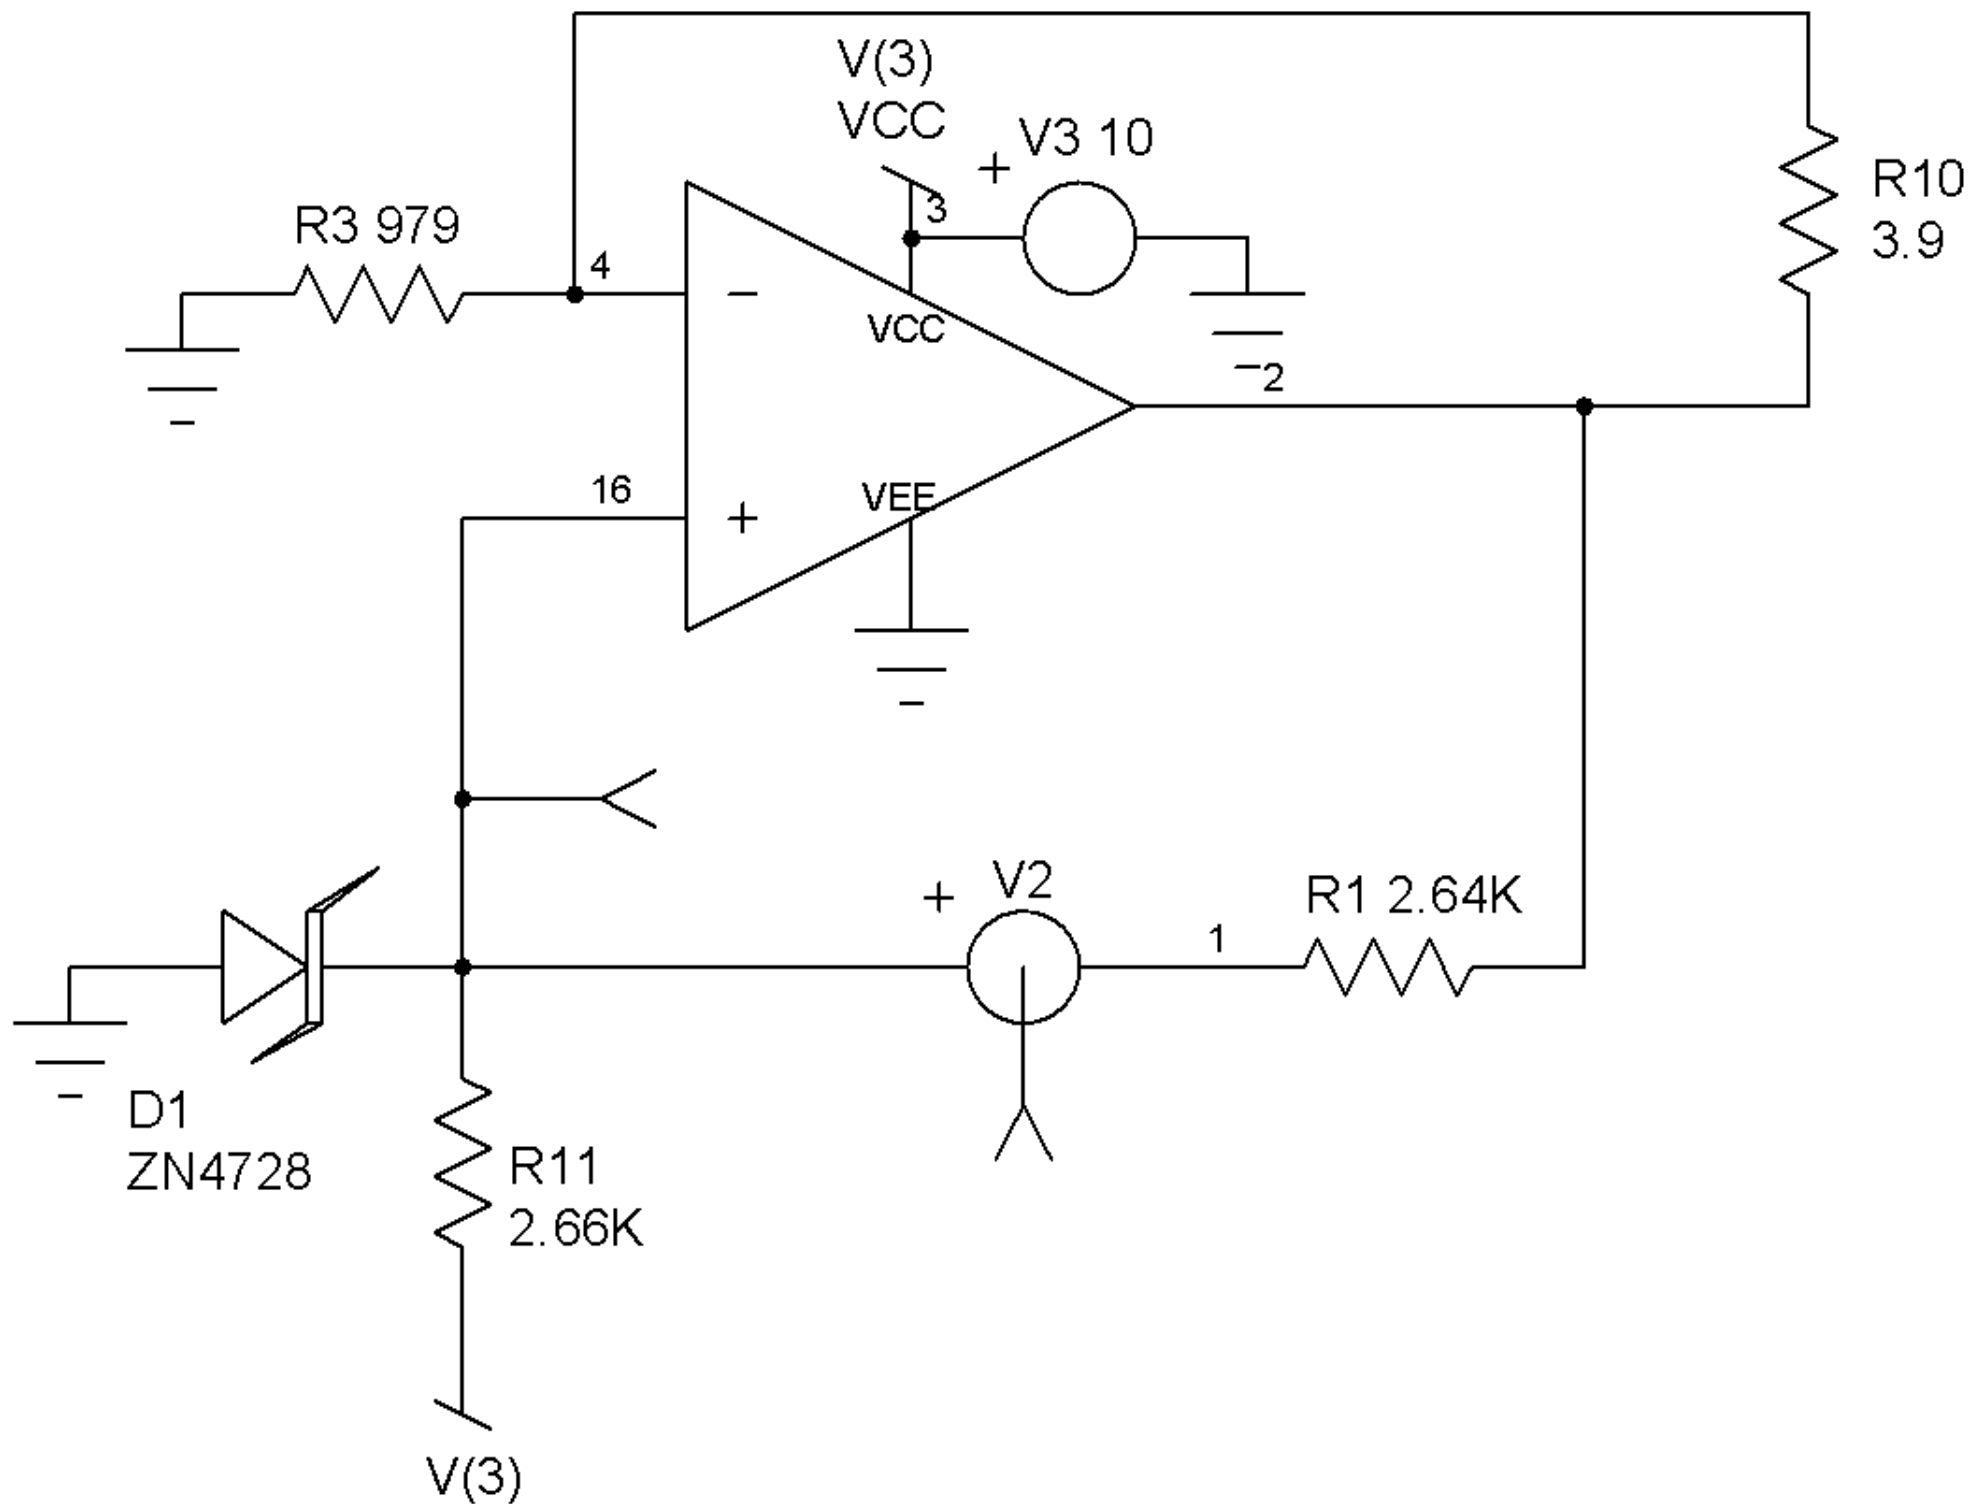 V(3)
VCC
+ V3 10
3
R10
3.9
R3 979
4
−
VCC
2
16
+
VEE
+ V2
1
R1 2.64K
D1
ZN4728
R11
2.66K
V(3)